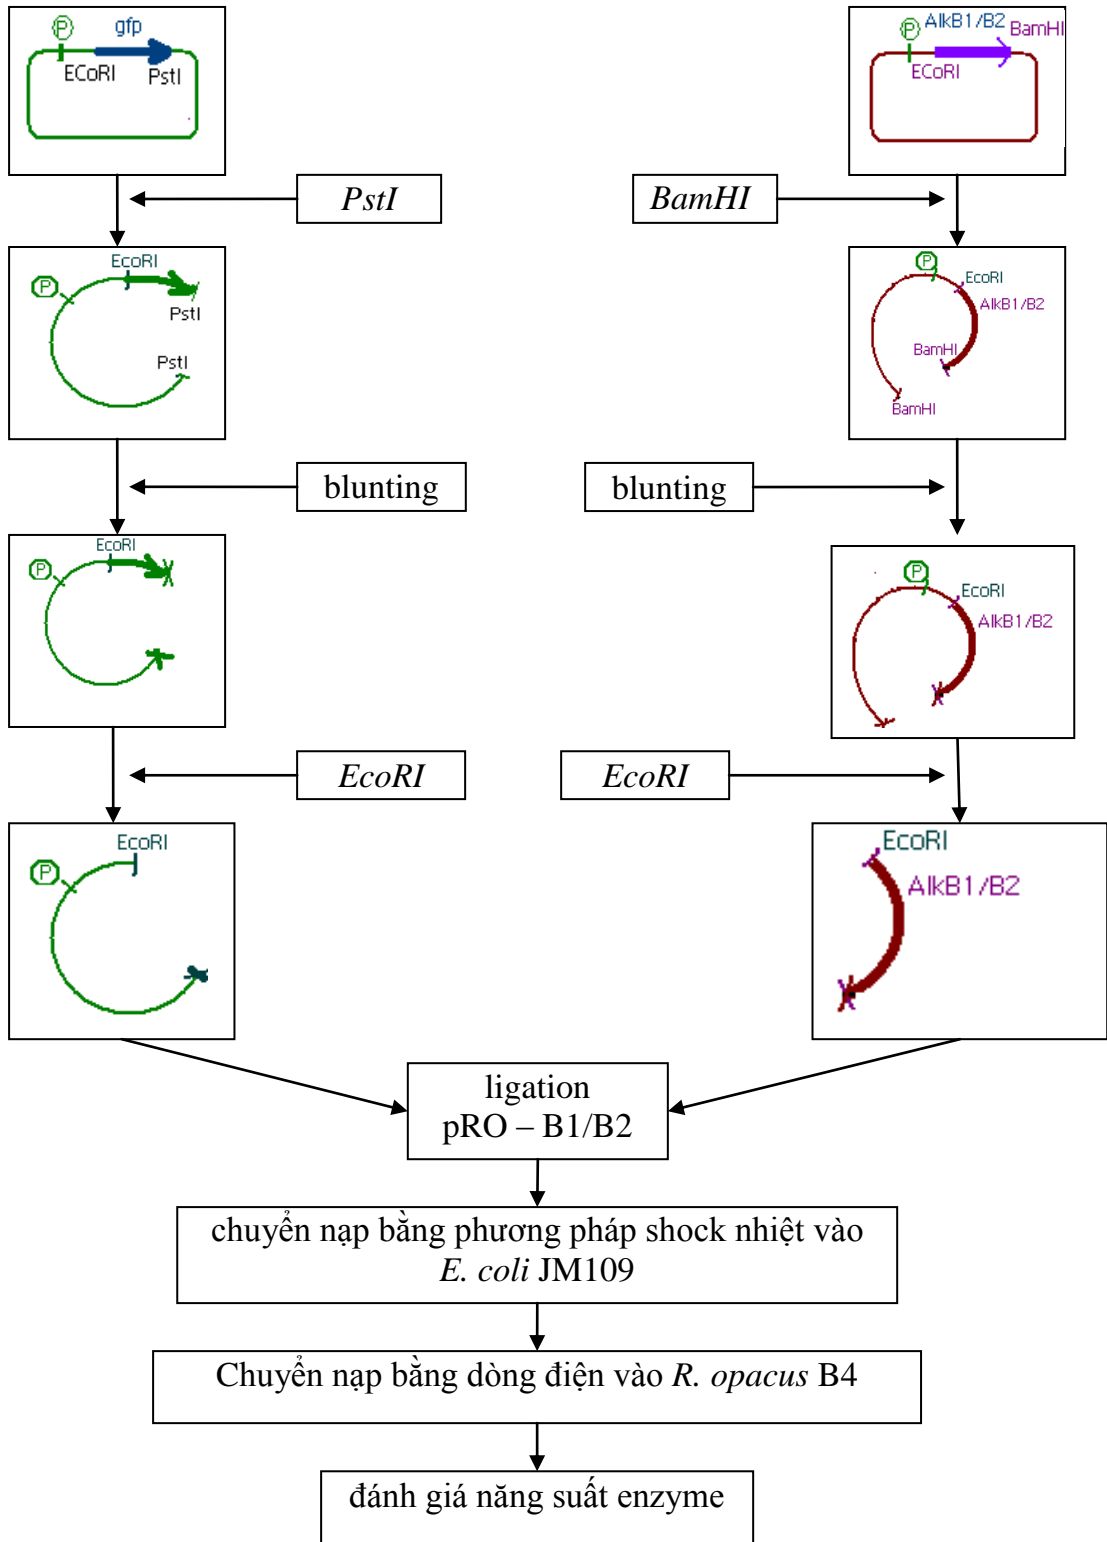 P
gfp
ECoRI
PstI
P
AlkB1/B2
BamHI
ECoRI
PstI
BamHI
EcoRI
P
PstI
PstI
P
EcoRI
AlkB1/B2
BamHI
BamHI
blunting
blunting
EcoRI
P
P
EcoRI
AlkB1/B2
EcoRI
EcoRI
EcoRI
P
EcoRI
AlkB1/B2
ligation
pRO – B1/B2
chuyển nạp bằng phương pháp shock nhiệt vào
E. coli JM109
Chuyển nạp bằng dòng điện vào R. opacus B4
đánh giá năng suất enzyme